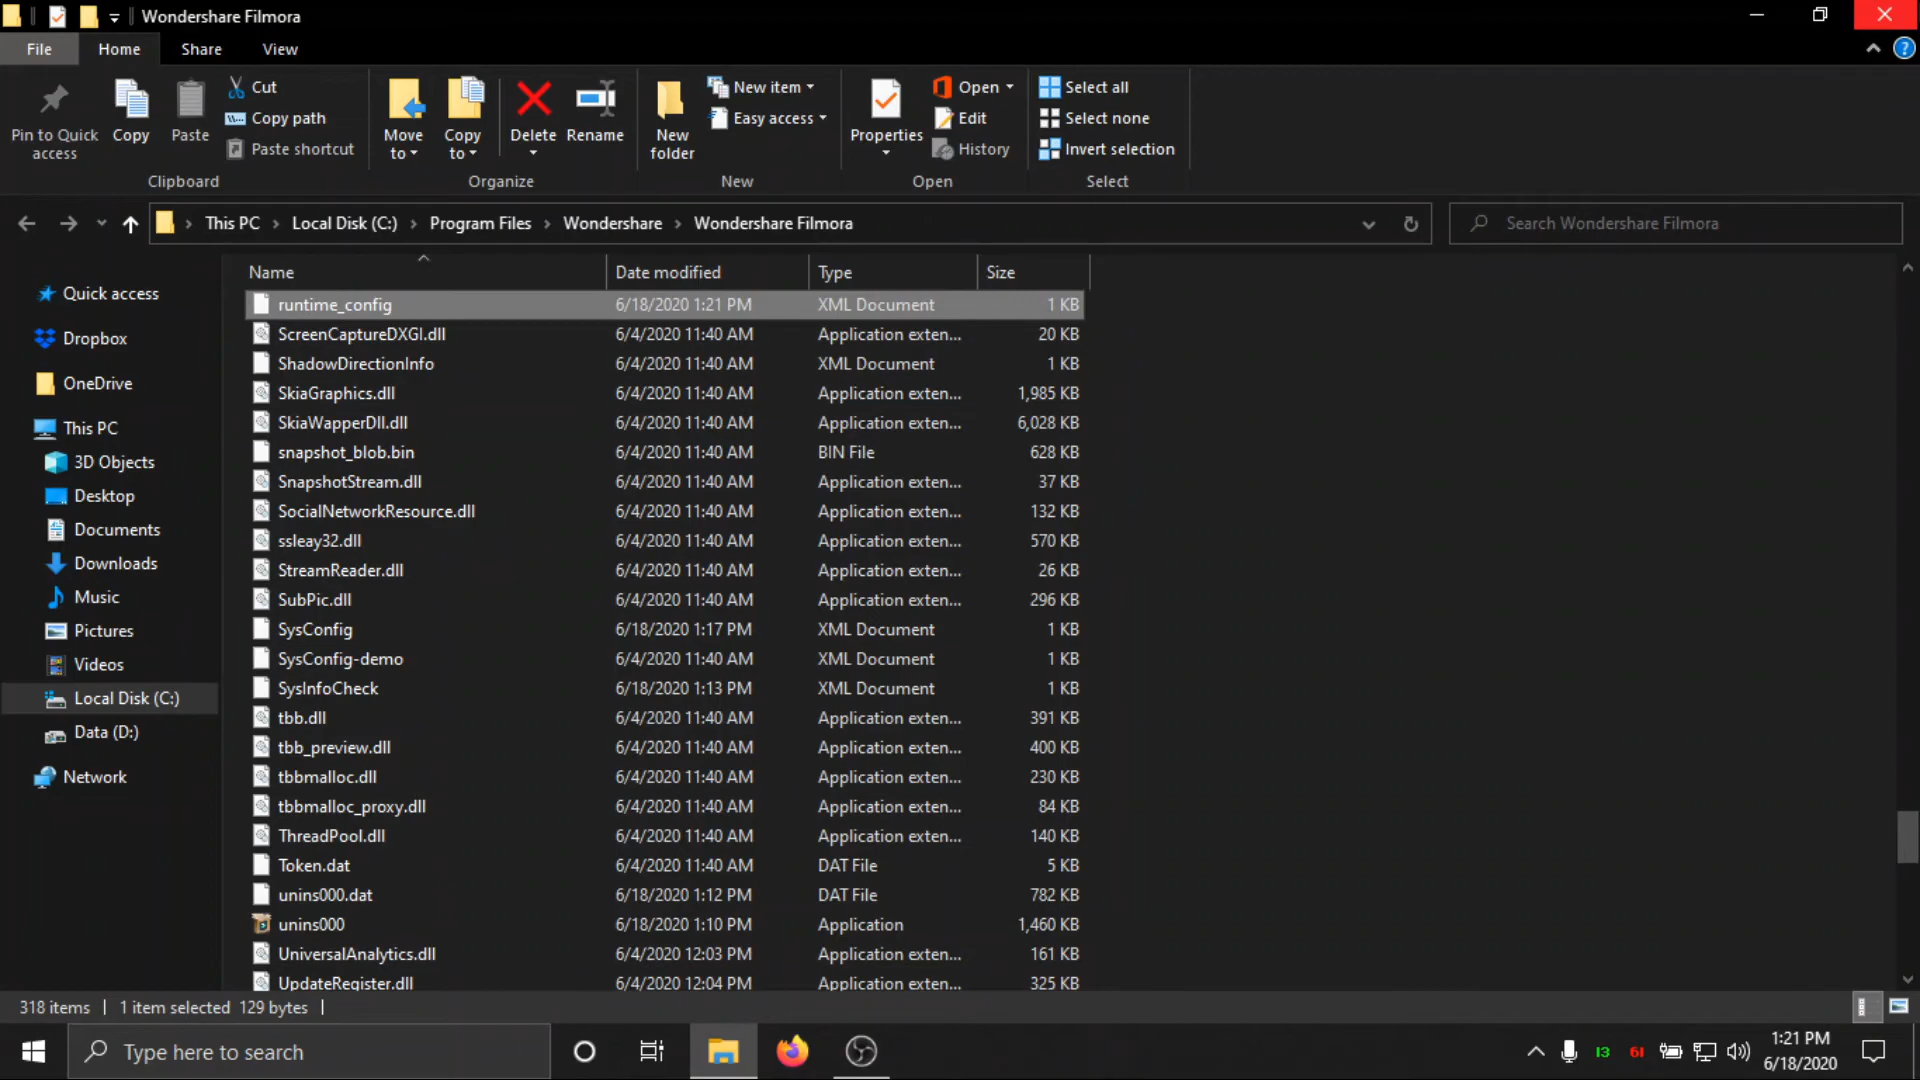 Wondershare Filmora
File Home Share View
Pin to Quick access
Copy
Paste
Cut
Copy path
Paste shortcut
Clipboard
Move to
Copy to
Delete
Rename
Organize
New folder
New item
Easy access
New
Properties
Open
Edit
History
Open
Select all
Select none
Invert selection
Select
This PC › Local Disk (C:) › Program Files › Wondershare › Wondershare Filmora
Search Wondershare Filmora
Quick access
Dropbox
OneDrive
This PC
3D Objects
Desktop
Documents
Downloads
Music
Pictures
Videos
Local Disk (C:)
Data (D:)
Network
Name Date modified Type Size
runtime_config 6/18/2020 1:21 PM XML Document 1 KB
ScreenCaptureDXGI.dll 6/4/2020 11:40 AM Application exten... 20 KB
ShadowDirectionInfo 6/4/2020 11:40 AM XML Document 1 KB
SkiaGraphics.dll 6/4/2020 11:40 AM Application exten... 1,985 KB
SkiaWapperDll.dll 6/4/2020 11:40 AM Application exten... 6,028 KB
snapshot_blob.bin 6/4/2020 11:40 AM BIN File 628 KB
SnapshotStream.dll 6/4/2020 11:40 AM Application exten... 37 KB
SocialNetworkResource.dll 6/4/2020 11:40 AM Application exten... 132 KB
ssleay32.dll 6/4/2020 11:40 AM Application exten... 570 KB
StreamReader.dll 6/4/2020 11:40 AM Application exten... 26 KB
SubPic.dll 6/4/2020 11:40 AM Application exten... 296 KB
SysConfig 6/18/2020 1:17 PM XML Document 1 KB
SysConfig-demo 6/4/2020 11:40 AM XML Document 1 KB
SysInfoCheck 6/18/2020 1:13 PM XML Document 1 KB
tbb.dll 6/4/2020 11:40 AM Application exten... 391 KB
tbb_preview.dll 6/4/2020 11:40 AM Application exten... 400 KB
tbbmalloc.dll 6/4/2020 11:40 AM Application exten... 230 KB
tbbmalloc_proxy.dll 6/4/2020 11:40 AM Application exten... 84 KB
ThreadPool.dll 6/4/2020 11:40 AM Application exten... 140 KB
Token.dat 6/4/2020 11:40 AM DAT File 5 KB
unins000.dat 6/18/2020 1:12 PM DAT File 782 KB
unins000 6/18/2020 1:10 PM Application 1,460 KB
UniversalAnalytics.dll 6/4/2020 12:03 PM Application exten... 161 KB
UpdateRegister.dll 6/4/2020 12:04 PM Application exten... 325 KB
318 items 1 item selected 129 bytes
Type here to search
13
61
1:21 PM
6/18/2020